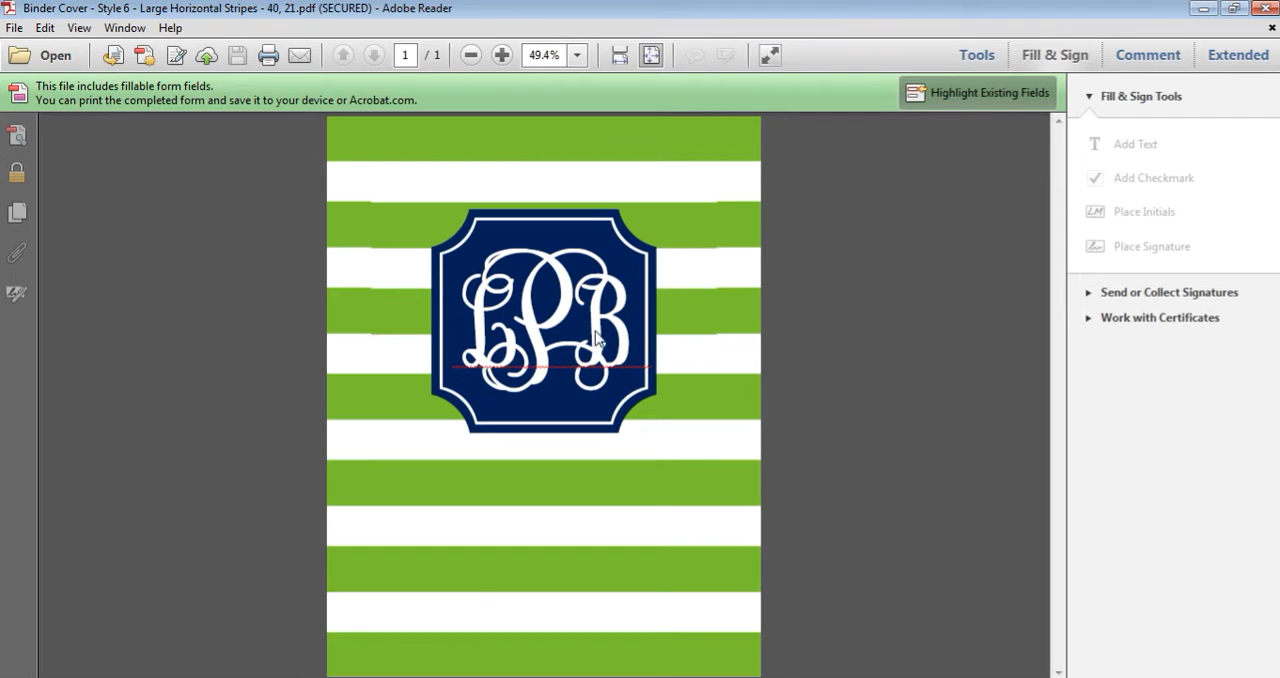 Binder Cover - Style 6 - Large Horizontal Stripes - 40, 21.pdf (SECURED) - Adobe Reader
File Edit View Window Help
Open 1 / 1 49.4% Tools Fill & Sign Comment Extended
This file includes fillable form fields.
You can print the completed form and save it to your device or Acrobat.com.
Highlight Existing Fields
Fill & Sign Tools
T Add Text
Add Checkmark
LM Place Initials
Place Signature
Send or Collect Signatures
Work with Certificates
LPB